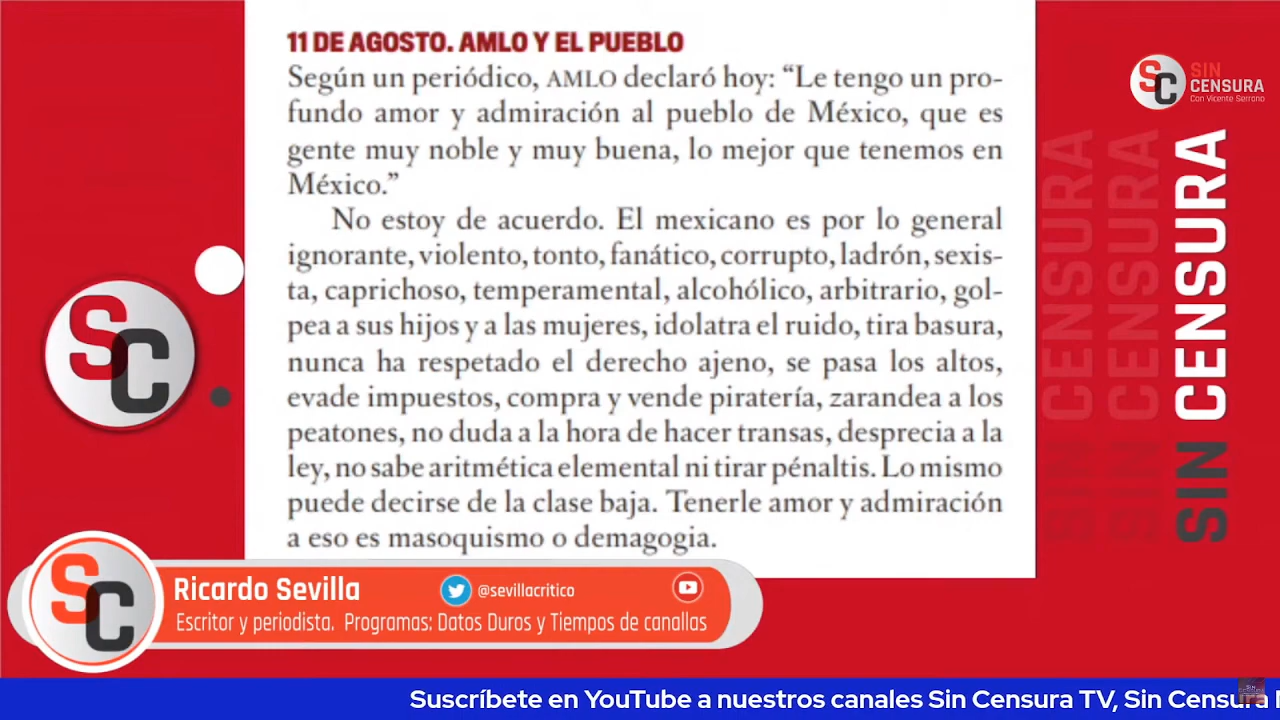 11 DE AGOSTO. AMLO Y EL PUEBLO
Según un periódico, AMLO declaró hoy: “Le tengo un pro-
fundo amor y admiración al pueblo de México, que es
gente muy noble y muy buena, lo mejor que tenemos en
México.”
No estoy de acuerdo. El mexicano es por lo general
ignorante, violento, tonto, fanático, corrupto, ladrón, sexis-
ta, caprichoso, temperamental, alcohólico, arbitrario, gol-
pea a sus hijos y a las mujeres, idolatra el ruido, tira basura,
nunca ha respetado el derecho ajeno, se pasa los altos,
evade impuestos, compra y vende piratería, zarandea a los
peatones, no duda a la hora de hacer transas, desprecia a la
ley, no sabe aritmética elemental ni tirar pénaltis. Lo mismo
puede decirse de la clase baja. Tenerle amor y admiración
a eso es masoquismo o demagogia.
SC
SIN
CENSURA
Con Vicente Serrano
SIN CENSURA
SIN CENSURA
SIN CENSURA
SC
SC
Ricardo Sevilla
@sevillacritico
Escritor y periodista. Programas: Datos Duros y Tiempos de canallas
Suscríbete en YouTube a nuestros canales Sin Censura TV, Sin Censura